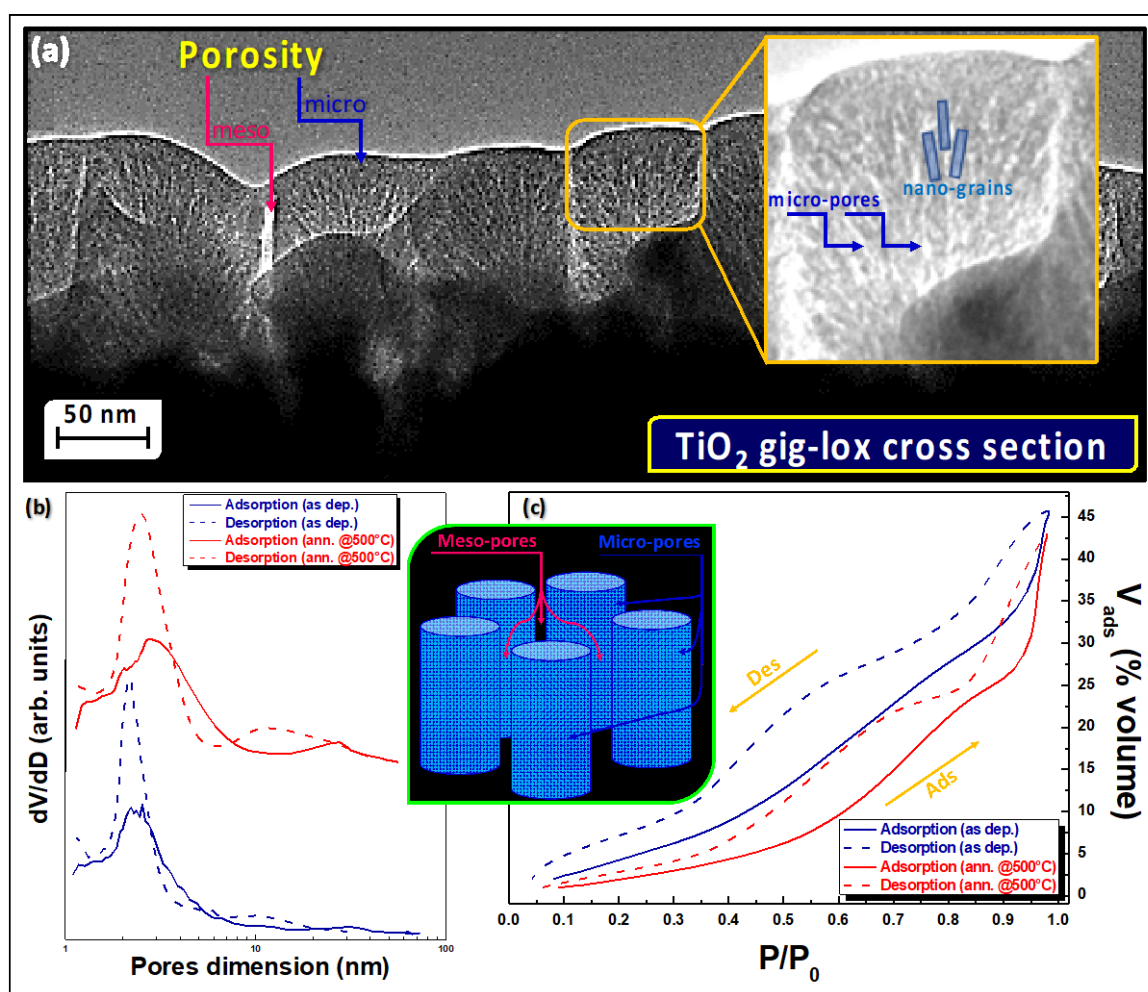 (a)
Porosity
meso
micro
nano-grains
micro-pores
50 nm
TiO2 gig-lox cross section
(b)
Adsorption (as dep.)
Desorption (as dep.)
Adsorption (ann. @500°C)
Desorption (ann. @500°C)
dV/dD (arb. units)
1
10
100
Pores dimension (nm)
Meso-pores
Micro-pores
(c)
Des
Ads
Adsorption (as dep.)
Desorption (as dep.)
Adsorption (ann. @500°C)
Desorption (ann. @500°C)
45
40
35
30
25
20
15
10
5
0
V ads (% volume)
0.0 0.1 0.2 0.3 0.4 0.5 0.6 0.7 0.8 0.9 1.0
P/P0